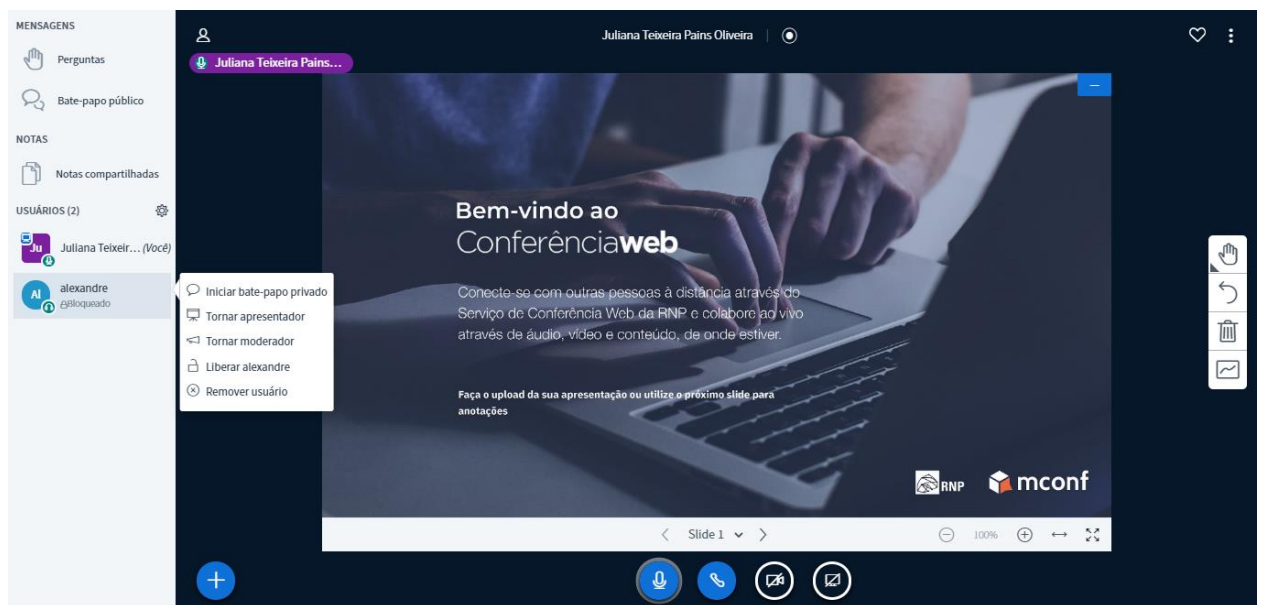 MENSAGENS
Perguntas
Bate-papo público
NOTAS
Notas compartilhadas
USUÁRIOS (2)
Ju
Juliana Teixeir... (Você)
Al
alexandre
Bloqueado
Juliana Teixeira Pains Oliveira
Juliana Teixeira Pains...
Iniciar bate-papo privado
Tornar apresentador
Tornar moderador
Liberar alexandre
Remover usuário
Bem-vindo ao
Conferênciaweb
Conecte-se com outras pessoas à distância através do
Serviço de Conferência Web da RNP e colabore ao vivo
através de áudio, vídeo e conteúdo, de onde estiver.
Faça o upload da sua apresentação ou utilize o próximo slide para
anotações
RNP
mconf
Slide 1
100%